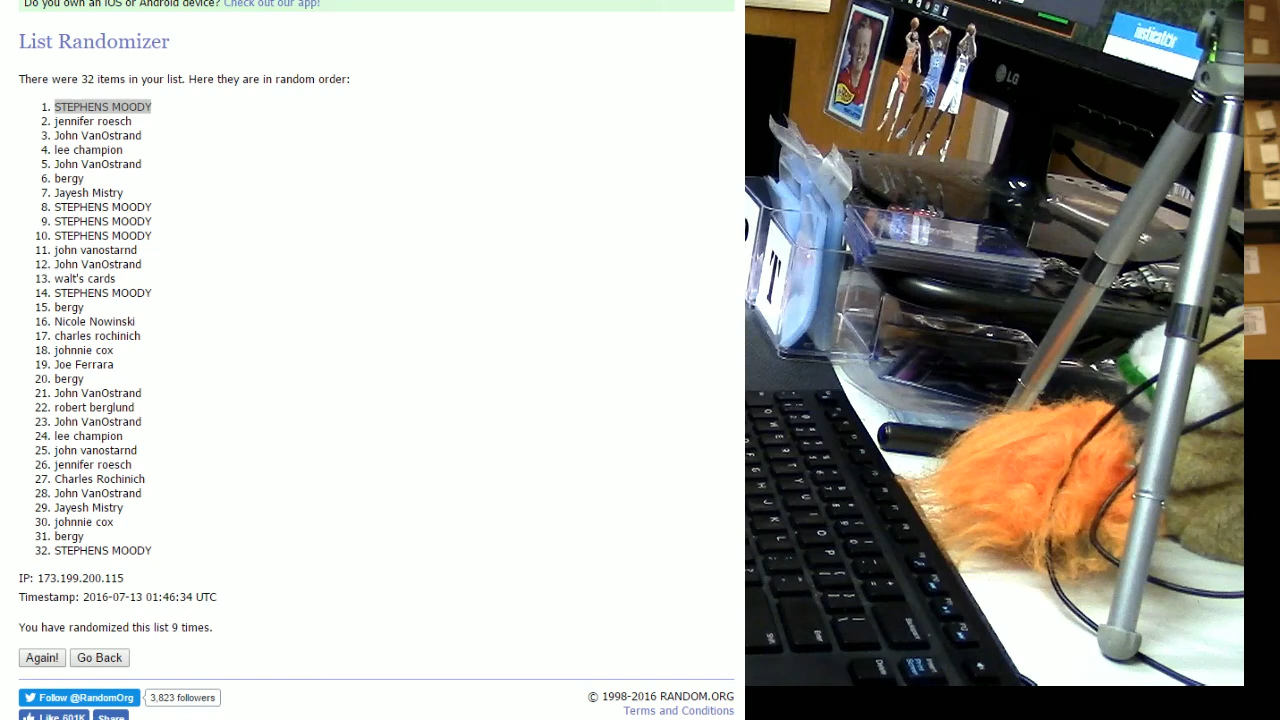 Do you own an iOS or Android device? Check out our app!
List Randomizer
There were 32 items in your list. Here they are in random order:
1. STEPHENS MOODY
2. jennifer roesch
3. John VanOstrand
4. lee champion
5. John VanOstrand
6. bergy
7. Jayesh Mistry
8. STEPHENS MOODY
9. STEPHENS MOODY
10. STEPHENS MOODY
11. john vanostarnd
12. John VanOstrand
13. walt's cards
14. STEPHENS MOODY
15. bergy
16. Nicole Nowinski
17. charles rochinich
18. johnnie cox
19. Joe Ferrara
20. bergy
21. John VanOstrand
22. robert berglund
23. John VanOstrand
24. lee champion
25. john vanostarnd
26. jennifer roesch
27. Charles Rochinich
28. John VanOstrand
29. Jayesh Mistry
30. johnnie cox
31. bergy
32. STEPHENS MOODY
IP: 173.199.200.115
Timestamp: 2016-07-13 01:46:34 UTC
You have randomized this list 9 times.
Again! Go Back
Follow @RandomOrg 3,823 followers
Like 601K Share
© 1998-2016 RANDOM.ORG
Terms and Conditions
insticator
LG
T